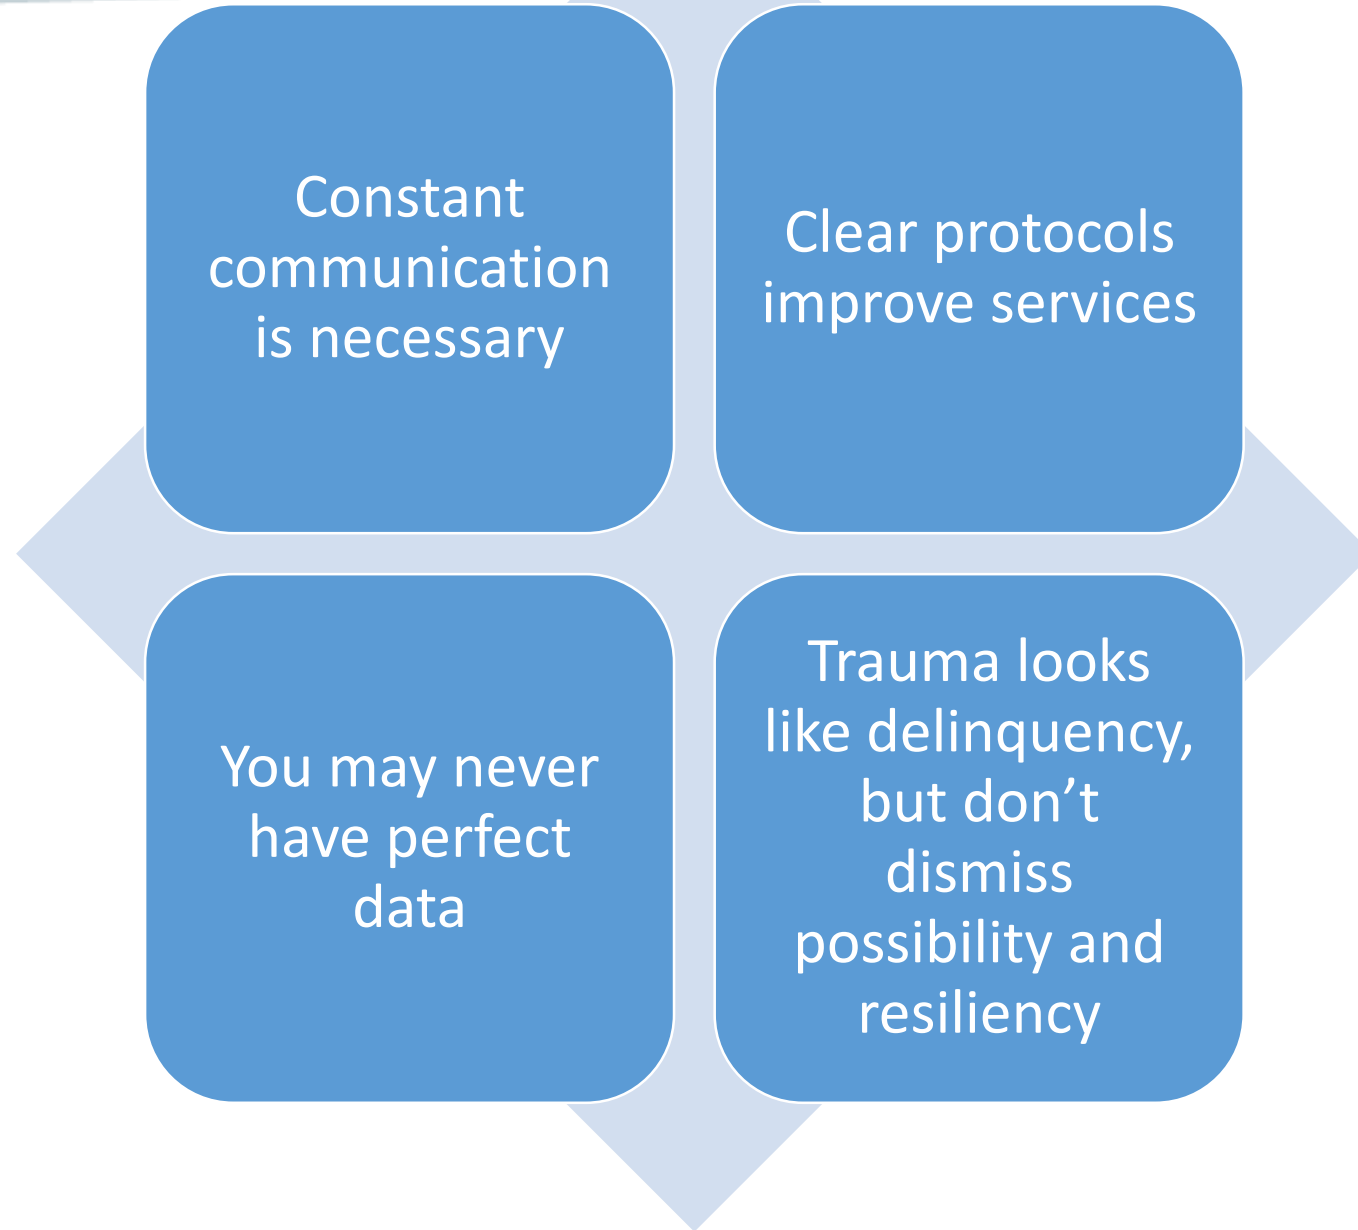 Constant
communication
is necessary
Clear protocols
improve services
You may never
have perfect
data
Trauma looks
like delinquency,
but don’t
dismiss
possibility and
resiliency